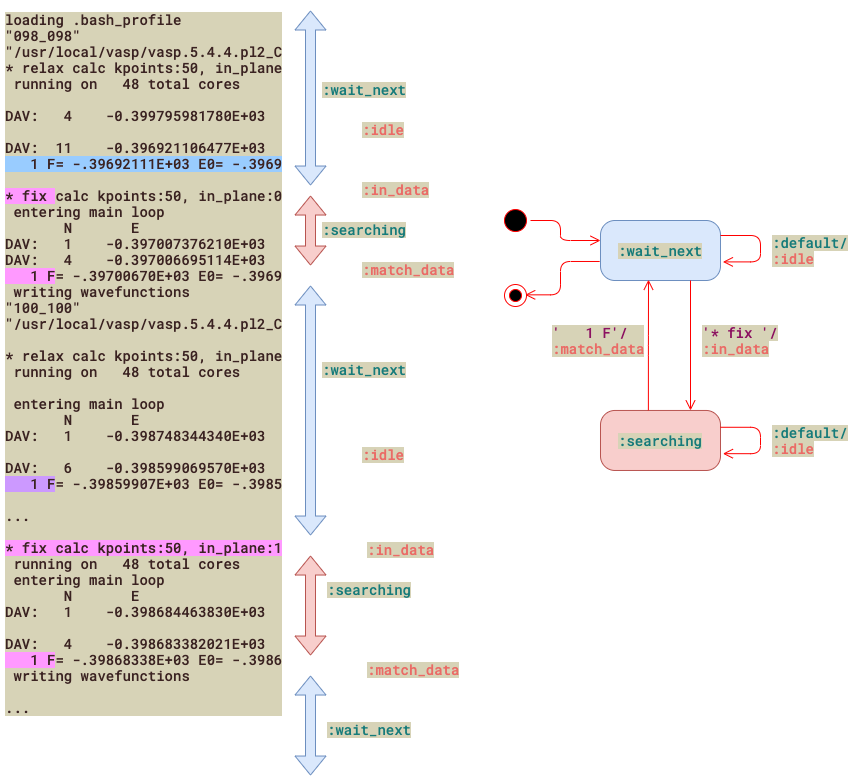 loading .bash_profile
"098_098"
"/usr/local/vasp/vasp.5.4.4.pl2_C
* relax calc kpoints:50, in_plane
 running on   48 total cores

DAV:   4    -0.399795981780E+03

DAV:  11    -0.396921106477E+03
   1 F= -.39692111E+03 E0= -.3969

* fix calc kpoints:50, in_plane:0
 entering main loop
       N       E
DAV:   1    -0.397007376210E+03
DAV:   4    -0.397006695114E+03
   1 F= -.39700670E+03 E0= -.3969
 writing wavefunctions
"100_100"
"/usr/local/vasp/vasp.5.4.4.pl2_C

* relax calc kpoints:50, in_plane
 running on   48 total cores

 entering main loop
       N       E
DAV:   1    -0.398748344340E+03

DAV:   6    -0.398599069570E+03
   1 F= -.39859907E+03 E0= -.3985

...

* fix calc kpoints:50, in_plane:1
 running on   48 total cores
 entering main loop
       N       E
DAV:   1    -0.398684463830E+03

DAV:   4    -0.398683382021E+03
   1 F= -.39868338E+03 E0= -.3986
 writing wavefunctions

...
:wait_next
:idle
:in_data
:searching
:match_data
:wait_next
:idle
:in_data
:searching
:match_data
:wait_next
:wait_next
:default/
:idle
'   1 F'/
:match_data
'* fix '/
:in_data
:searching
:default/
:idle